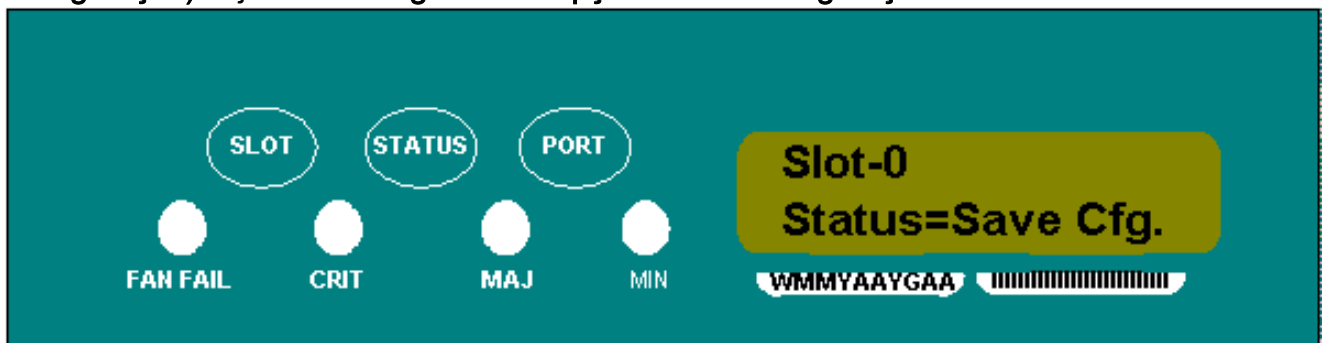 SLOT STATUS PORT
Slot-0
Status=Save Cfg.
FAN FAIL CRIT MAJ MIN
WMMYAAYGAA